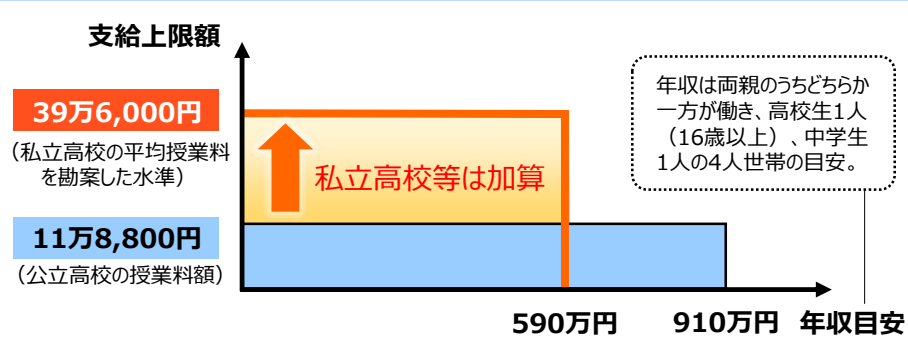 支給上限額
39万6,000円
（私立高校の平均授業料
を勘案した水準）
私立高校等は加算
11万8,800円
（公立高校の授業料額）
年収は両親のうちどちらか
一方が働き、高校生1人
（16歳以上）、中学生
1人の4人世帯の目安。
590万円
910万円
年収目安